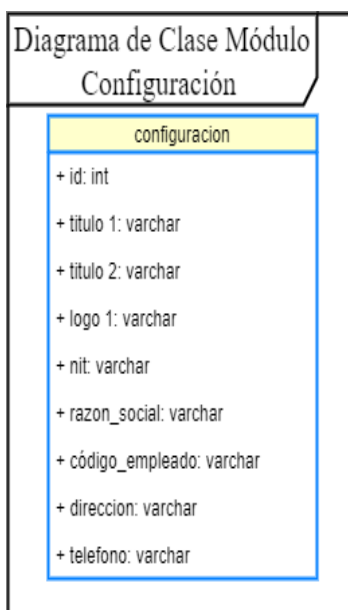 Diagrama de Clase Módulo
Configuración
configuracion
+ id: int
+ titulo 1: varchar
+ titulo 2: varchar
+ logo 1: varchar
+ nit: varchar
+ razon_social: varchar
+ código_empleado: varchar
+ direccion: varchar
+ telefono: varchar